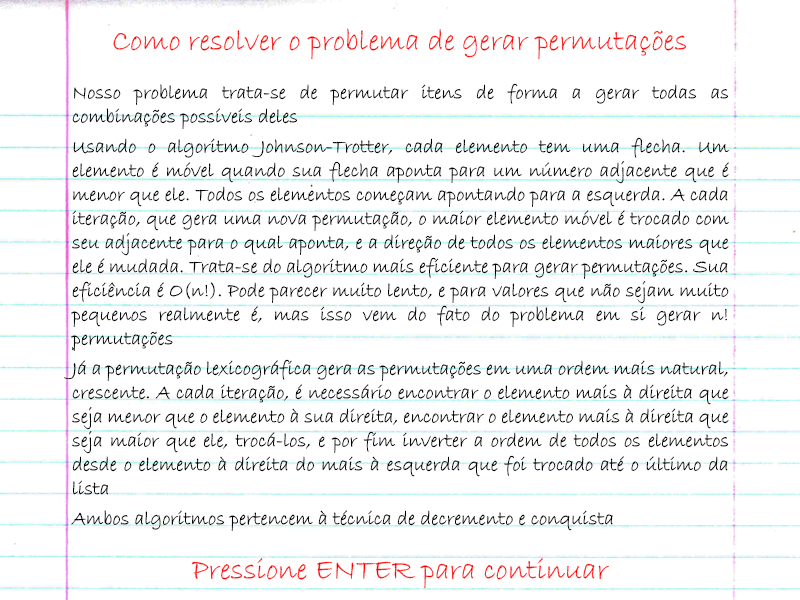 Como resolver o problema de gerar permutações
Nosso problema trata-se de permutar itens de forma a gerar todas as
combinações possíveis deles
Usando o algoritmo Johnson-Trotter, cada elemento tem uma flecha. Um
elemento é móvel quando sua flecha aponta para um número adjacente que é
menor que ele. Todos os elementos começam apontando para a esquerda. A cada
iteração, que gera uma nova permutação, o maior elemento móvel é trocado com
seu adjacente para o qual aponta, e a direção de todos os elementos maiores que
ele é mudada. Trata-se do algoritmo mais eficiente para gerar permutações. Sua
eficiência é O(n!). Pode parecer muito lento, e para valores que não sejam muito
pequenos realmente é, mas isso vem do fato do problema em si gerar n!
permutações
Já a permutação lexicográfica gera as permutações em uma ordem mais natural,
crescente. A cada iteração, é necessário encontrar o elemento mais à direita que
seja menor que o elemento à sua direita, encontrar o elemento mais à direita que
seja maior que ele, trocá-los, e por fim inverter a ordem de todos os elementos
desde o elemento à direita do mais à esquerda que foi trocado até o último da
lista
Ambos algoritmos pertencem à técnica de decremento e conquista
Pressione ENTER para continuar